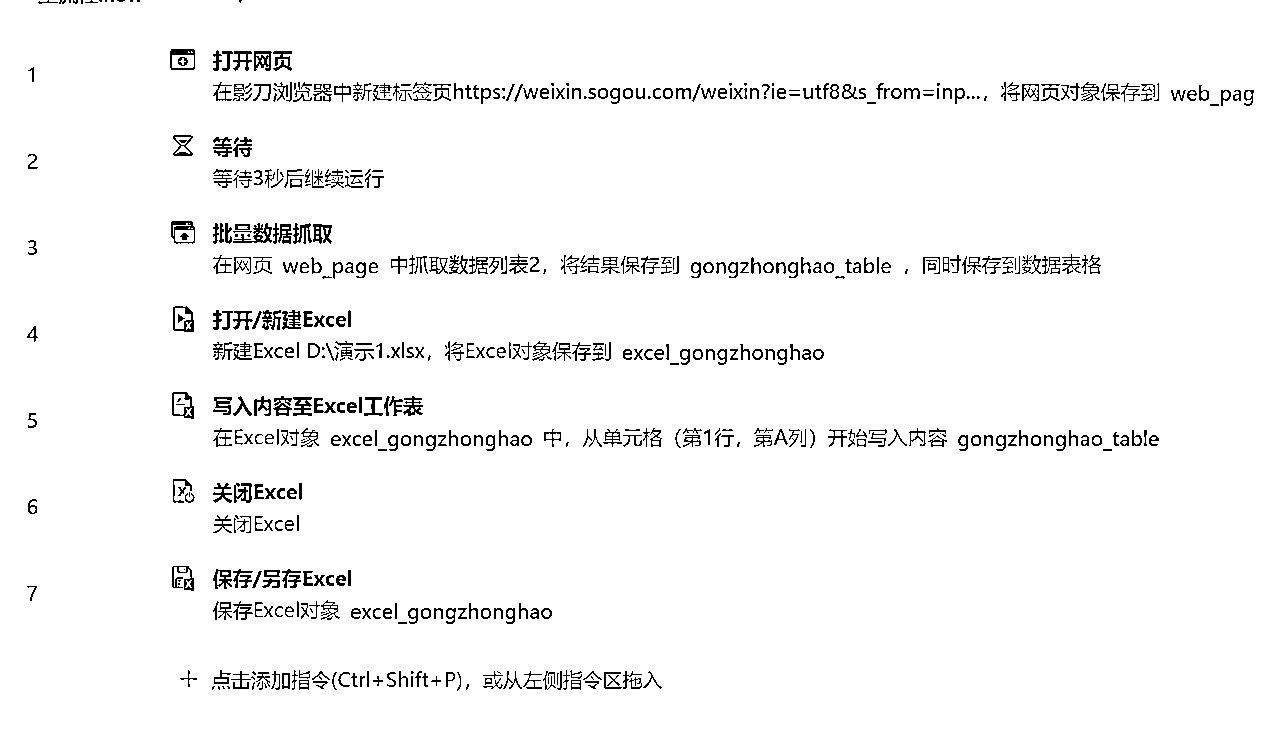 1
打开网页
在影刀浏览器中新建标签页https://weixin.sogou.com/weixin?ie=utf8&s_from=inp...，将网页对象保存到 web_pag
2
等待
等待3秒后继续运行
3
批量数据抓取
在网页 web_page 中抓取数据列表2，将结果保存到 gongzhonghao_table ，同时保存到数据表格
4
打开/新建Excel
新建Excel D:\演示1.xlsx，将Excel对象保存到 excel_gongzhonghao
5
写入内容至Excel工作表
在Excel对象 excel_gongzhonghao 中，从单元格（第1行，第A列）开始写入内容 gongzhonghao_table
6
关闭Excel
关闭Excel
7
保存/另存Excel
保存Excel对象 excel_gongzhonghao
点击添加指令(Ctrl+Shift+P)，或从左侧指令区拖入